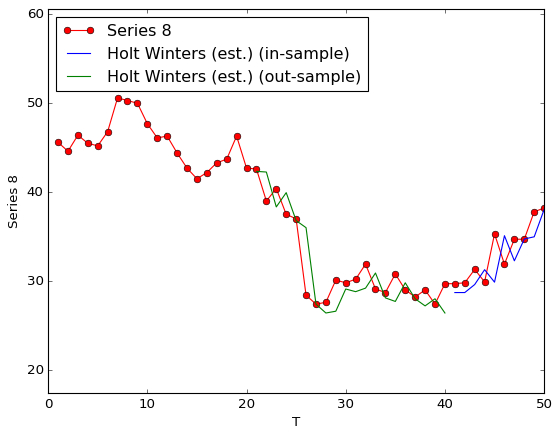 60
50
40
30
20
Series 8
Series 8
Holt Winters (est.) (in-sample)
Holt Winters (est.) (out-sample)
0
10
20
30
40
50
T